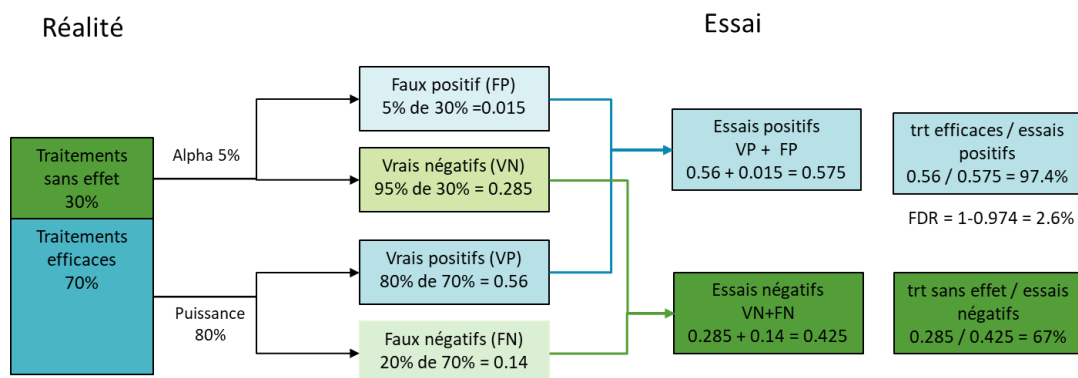 Réalité
Essai
Traitements
sans effet
30%
Traitements
efficaces
70%
Alpha 5%
Puissance
80%
Faux positif (FP)
5% de 30% =0.015
Vrais négatifs (VN)
95% de 30% = 0.285
Vrais positifs (VP)
80% de 70% = 0.56
Faux négatifs (FN)
20% de 70% = 0.14
Essais positifs
VP + FP
0.56 + 0.015 = 0.575
Essais négatifs
VN+FN
0.285 + 0.14 = 0.425
trt efficaces / essais
positifs
0.56 / 0.575 = 97.4%
FDR = 1-0.974 = 2.6%
trt sans effet / essais
négatifs
0.285 / 0.425 = 67%